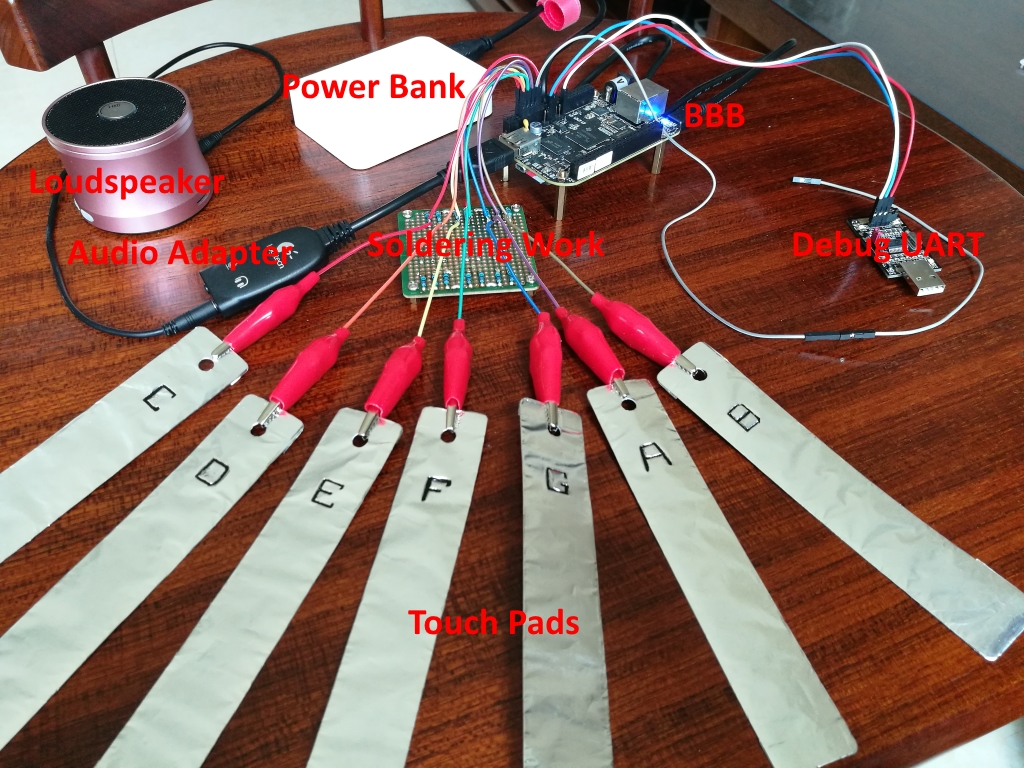 Power Bank
BBB
Loudspeaker
Audio Adapter
Soldering Work
Debug UART
C
D
E
F
G
A
B
Touch Pads